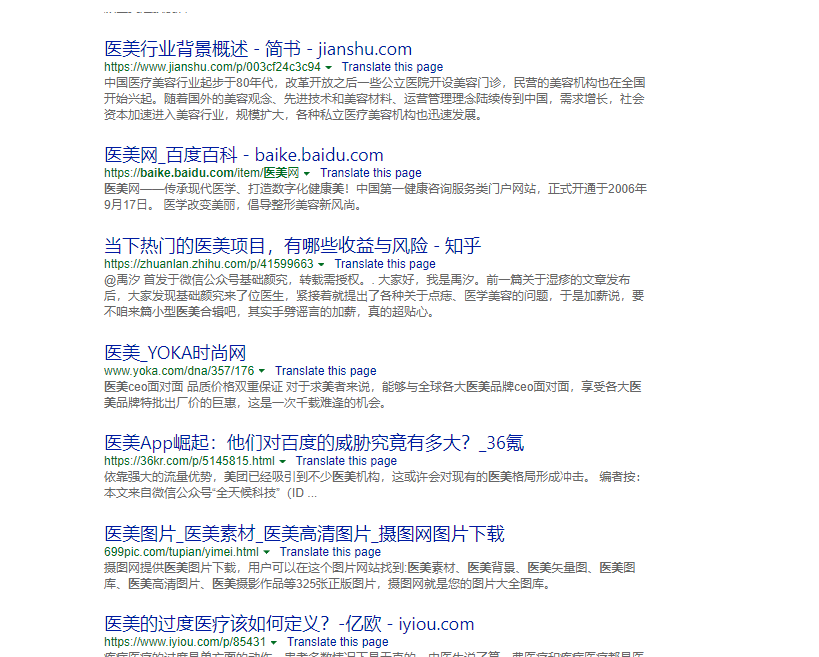 医美行业背景概述 - 简书 - jianshu.com
https://www.jianshu.com/p/003cf24c3c94 Translate this page
中国医疗美容行业起步于80年代，改革开放之后一些公立医院开设美容门诊，民营的美容机构也在全国
开始兴起。随着国外的美容观念、先进技术和美容材料、运营管理理念陆续传到中国，需求增长，社会
资本加速进入美容行业，规模扩大，各种私立医疗美容机构也迅速发展。
医美网_百度百科 - baike.baidu.com
https://baike.baidu.com/item/医美网 Translate this page
医美网——传承现代医学、打造数字化健康美！中国第一健康咨询服务类门户网站，正式开通于2006年
9月17日。 医学改变美丽，倡导整形美容新风尚。
当下热门的医美项目，有哪些收益与风险 - 知乎
https://zhuanlan.zhihu.com/p/41599663 Translate this page
@禹汐 首发于微信公众号基础颜究，转载需授权。. 大家好，我是禹汐。前一篇关于湿疹的文章发布
后，大家发现基础颜究来了位医生，紧接着就提出了各种关于点痣、医学美容的问题，于是加薪说，要
不咱来篇小型医美合辑吧，其实手劈谣言的加薪，真的超贴心。
医美_YOKA时尚网
www.yoka.com/dna/357/176 Translate this page
医美ceo面对面 品质价格双重保证 对于求美者来说，能够与全球各大医美品牌ceo面对面，享受各大医
美品牌特批出厂价的巨惠，这是一次千载难逢的机会。
医美App崛起：他们对百度的威胁究竟有多大？_36氪
https://36kr.com/p/5145815.html Translate this page
依靠强大的流量优势，美团已经吸引到不少医美机构，这或许会对现有的医美格局形成冲击。 编者按：
本文来自微信公众号“全天候科技”（ID ...
医美图片_医美素材_医美高清图片_摄图网图片下载
699pic.com/tupian/yimei.html Translate this page
摄图网提供医美图片下载，用户可以在这个图片网站找到:医美素材、医美背景、医美矢量图、医美图
库、医美高清图片、医美摄影作品等325张正版图片，摄图网就是您的图片大全图库。
医美的过度医疗该如何定义？-亿欧 - iyiou.com
https://www.iyiou.com/p/85431 Translate this page